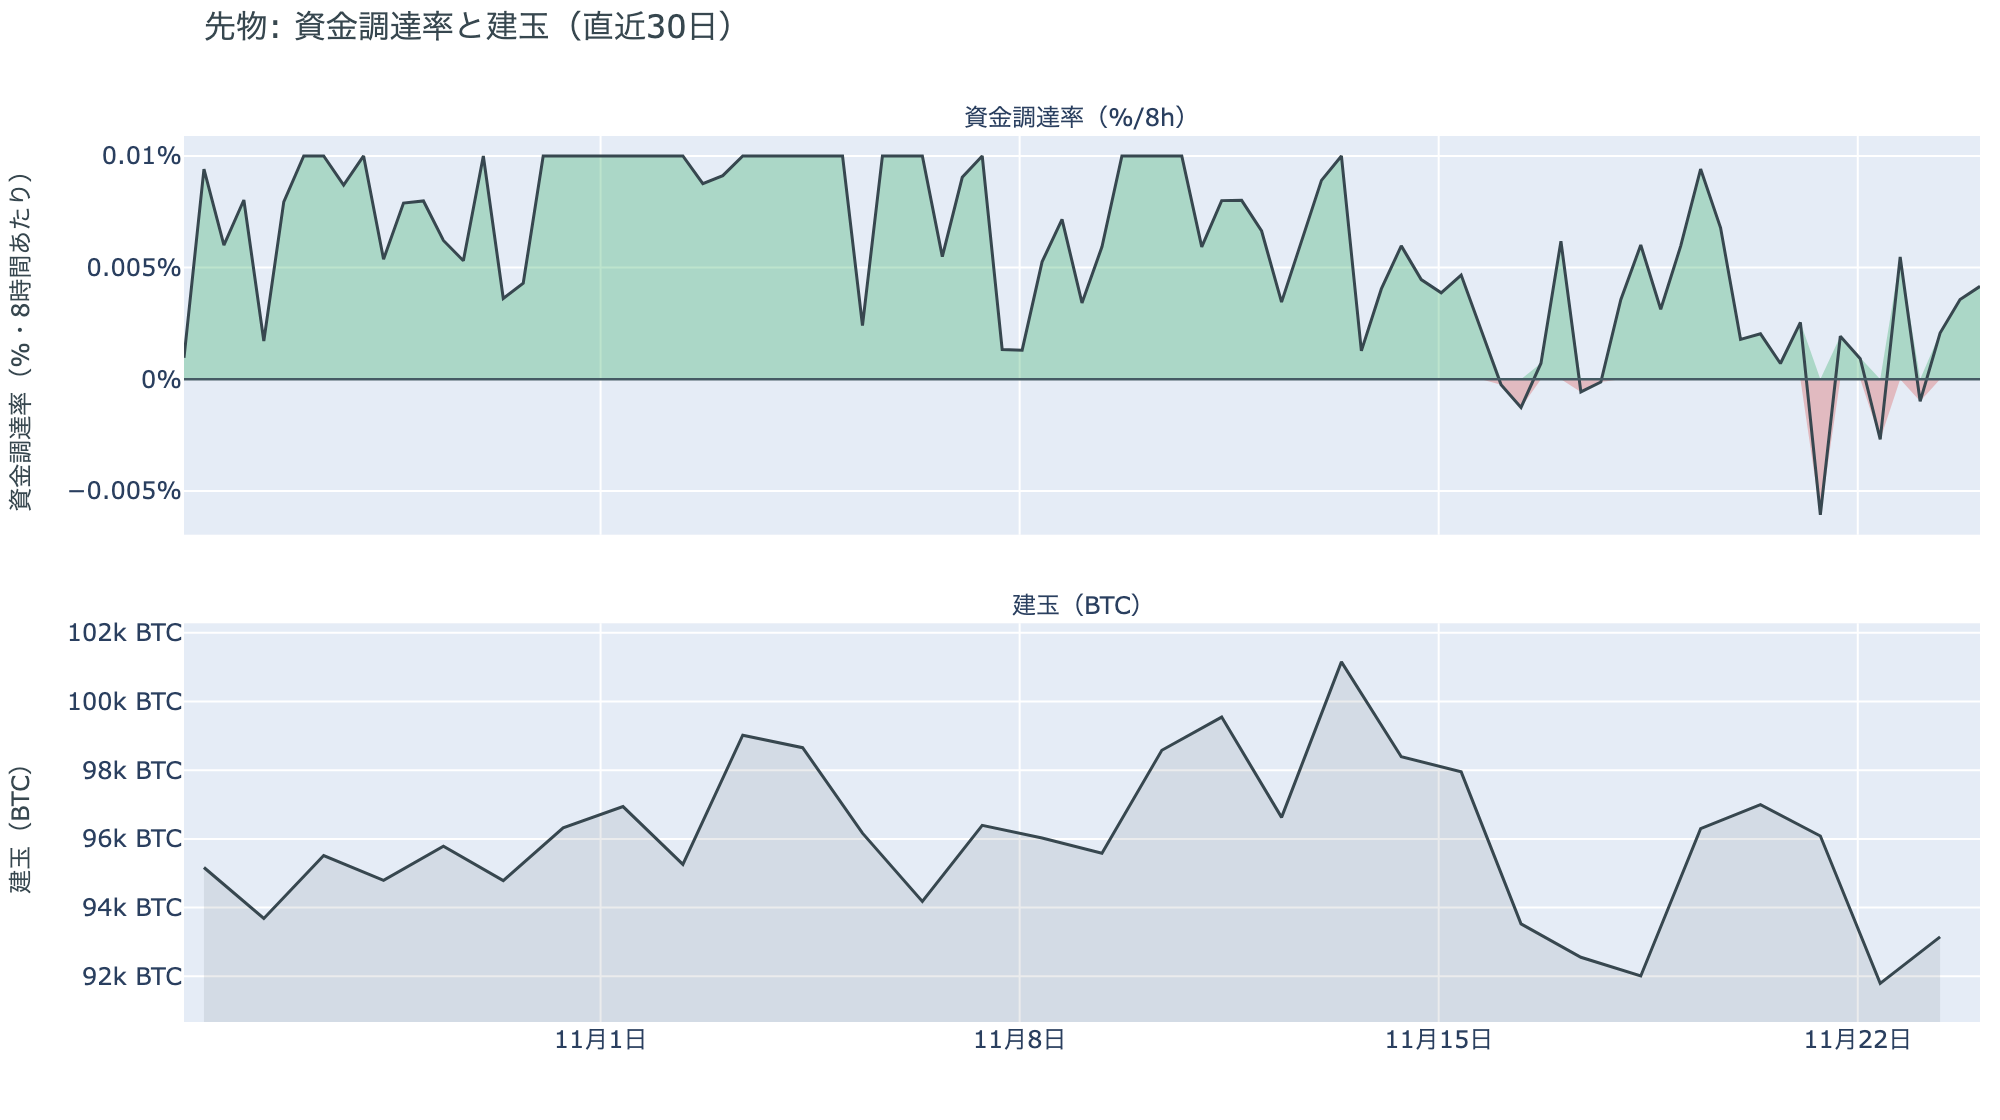 先物: 資金調達率と建玉（直近30日）
資金調達率（%/8h）
資金調達率（%・8時間あたり）
0.01%
0.005%
0%
−0.005%
建玉（BTC）
建玉（BTC）
102k BTC
100k BTC
98k BTC
96k BTC
94k BTC
92k BTC
11月1日
11月8日
11月15日
11月22日